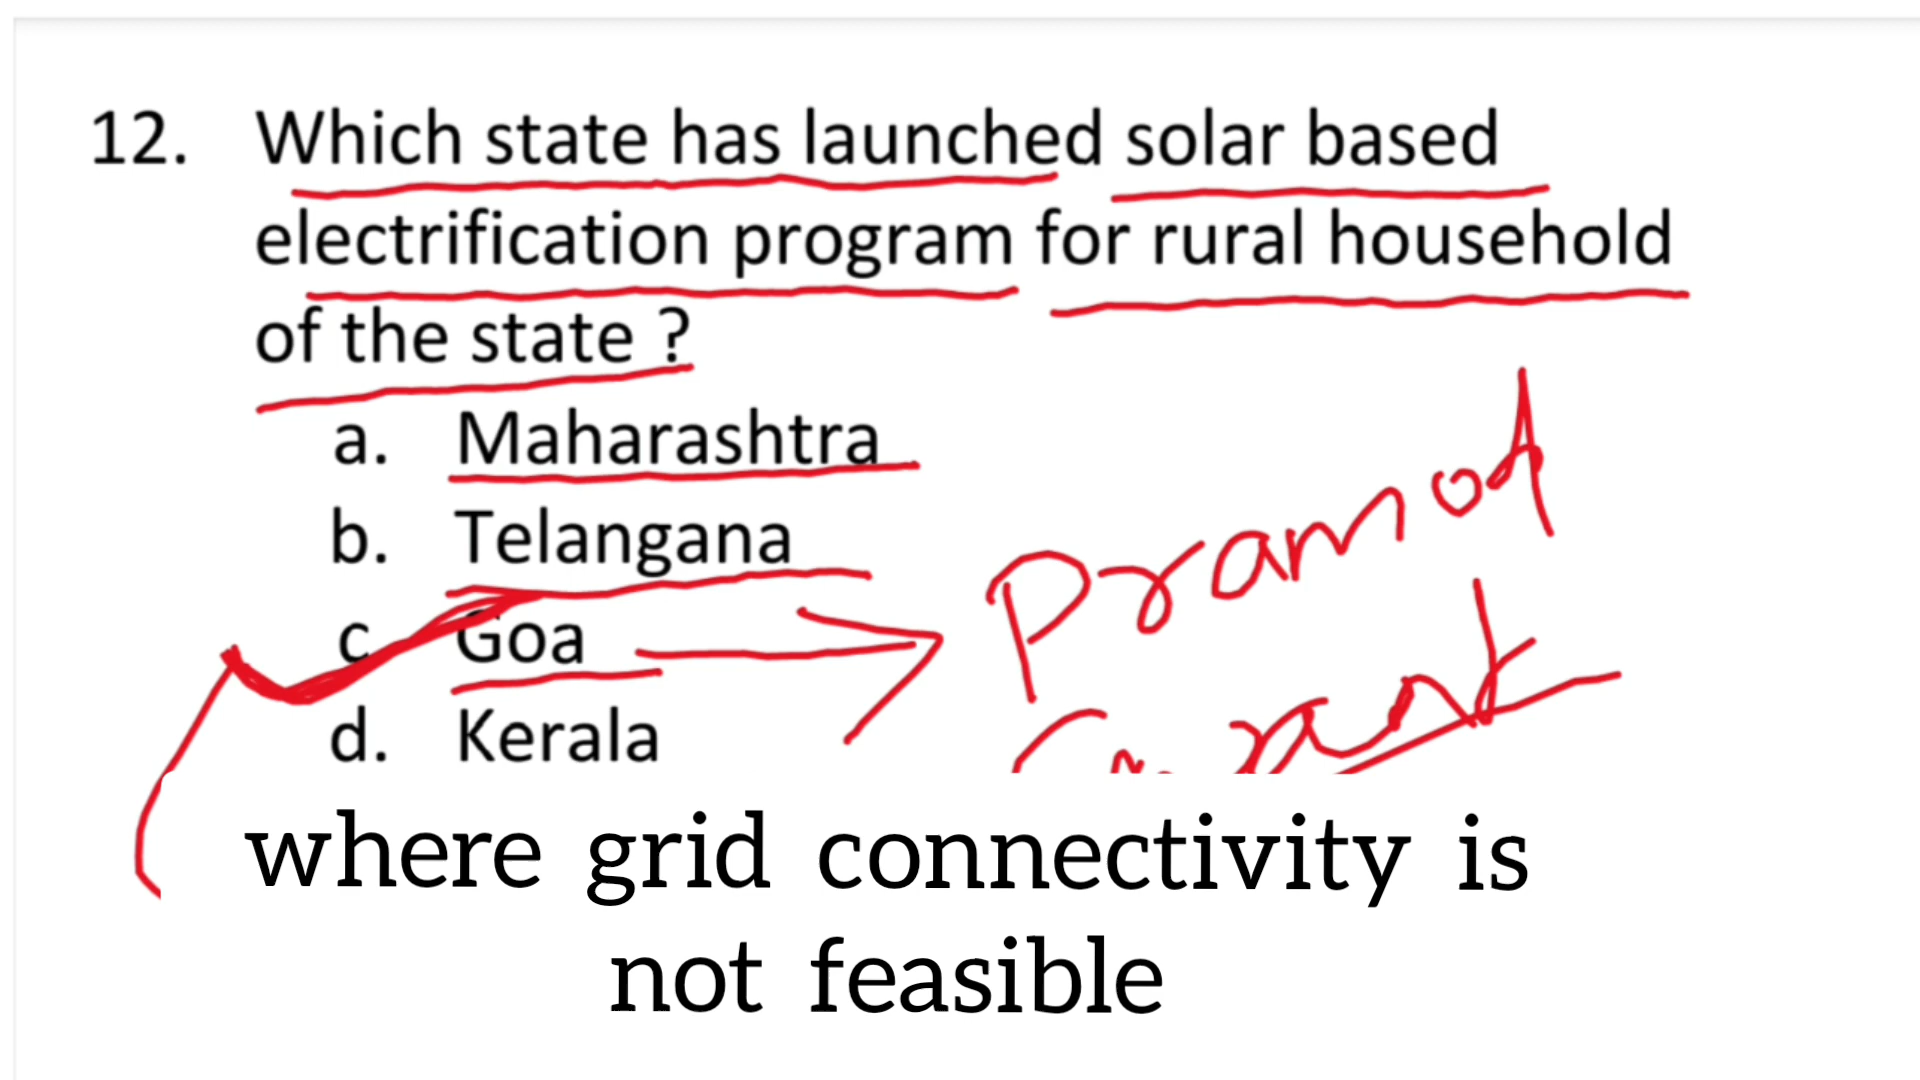 12. Which state has launched solar based
electrification program for rural household
of the state ?
a. Maharashtra
b. Telangana
c Goa
Pramod
d. Kerala
where grid connectivity is
not feasible